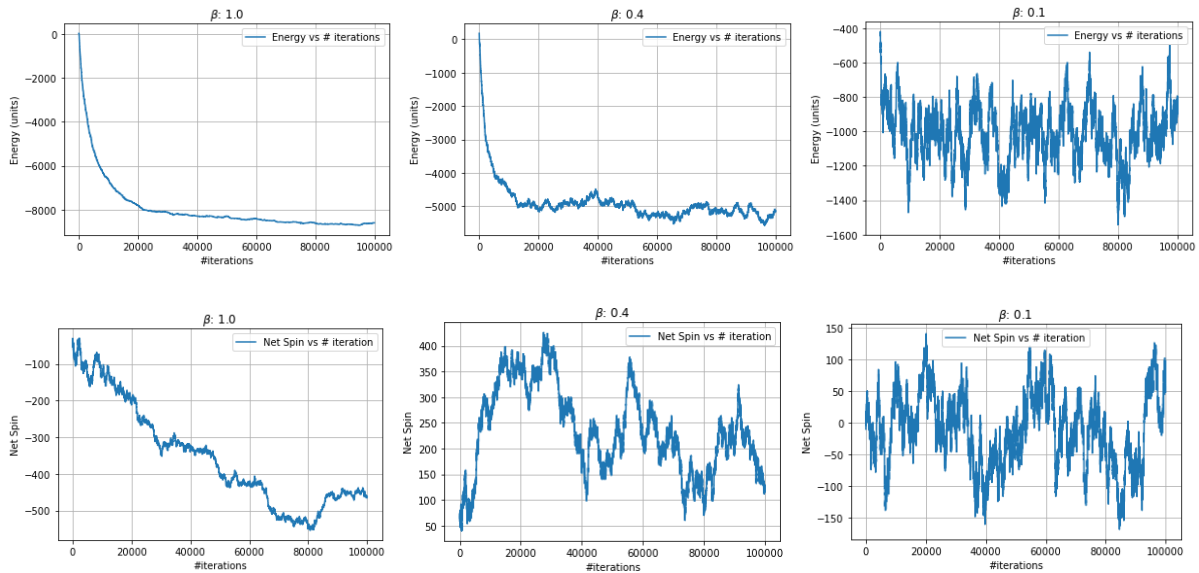 β: 1.0
Energy vs # iterations
0
−2000
−4000
−6000
−8000
Energy (units)
0 20000 40000 60000 80000 100000
#iterations
β: 0.4
Energy vs # iterations
0
−1000
−2000
−3000
−4000
−5000
Energy (units)
0 20000 40000 60000 80000 100000
#iterations
β: 0.1
Energy vs # iterations
−400
−600
−800
−1000
−1200
−1400
−1600
Energy (units)
0 20000 40000 60000 80000 100000
#iterations
β: 1.0
Net Spin vs # iteration
−100
−200
−300
−400
−500
Net Spin
0 20000 40000 60000 80000 100000
#iterations
β: 0.4
Net Spin vs # iteration
400
350
300
250
200
150
100
50
Net Spin
0 20000 40000 60000 80000 100000
#iterations
β: 0.1
Net Spin vs # iteration
150
100
50
0
−50
−100
−150
Net Spin
0 20000 40000 60000 80000 100000
#iterations